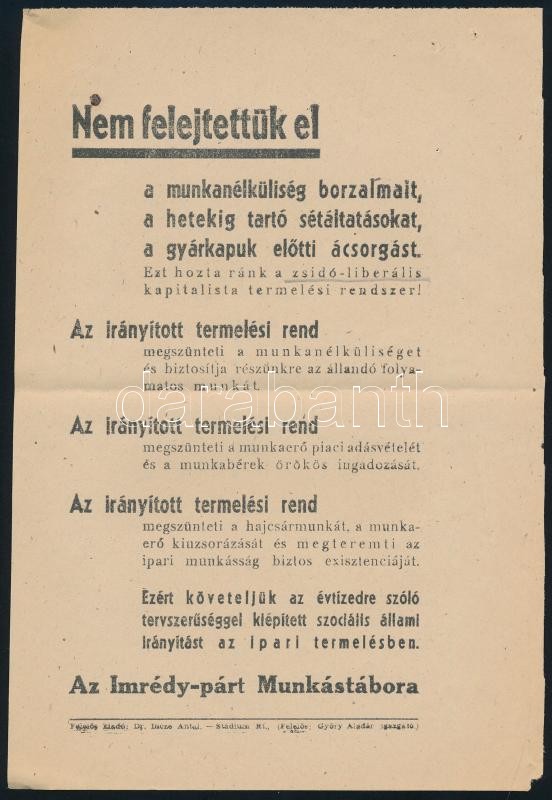 Nem felejtettük el
a munkanélküliség borzalmait,
a hetekig tartó sétáltatásokat,
a gyárkapuk előtti ácsorgást.
Ezt hozta ránk a zsidó-liberális
kapitalista termelési rendszer!
Az irányított termelési rend
megszünteti a munkanélküliséget
és biztosítja részünkre az állandó folya-
matos munkát.
darabanth
Az irányított termelési rend
megszünteti a munkaerő piaci adásvételét
és a munkabérek örökös ingadozását.
Az irányított termelési rend
megszünteti a hajcsármunkát, a munka-
erő kiuzsorázását és megteremti az
ipari munkásság biztos exisztenciáját.
Ezért követeljük az évtizedre szóló
tervszerűséggel kiépített szociális állami
irányítást az ipari termelésben.
Az Imrédy-párt Munkástábora
Felelős kiadó: Dr. Incze Antal. — Stádium Rt., (Felelős: Győry Aladár igazgató.)